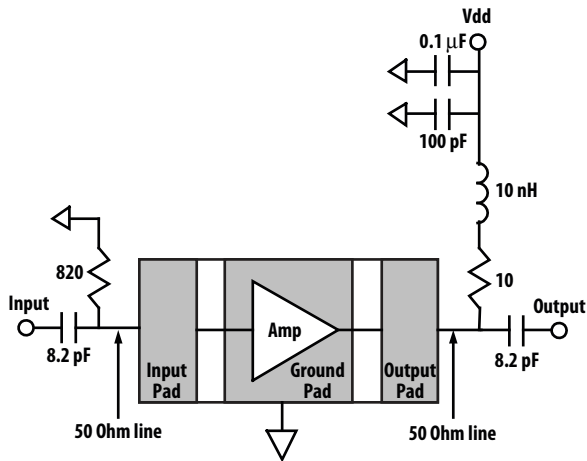 Vdd
0.1 μF
100 pF
10 nH
820
10
Input
Output
Amp
8.2 pF
8.2 pF
Input
Pad
Ground
Pad
Output
Pad
50 Ohm line
50 Ohm line